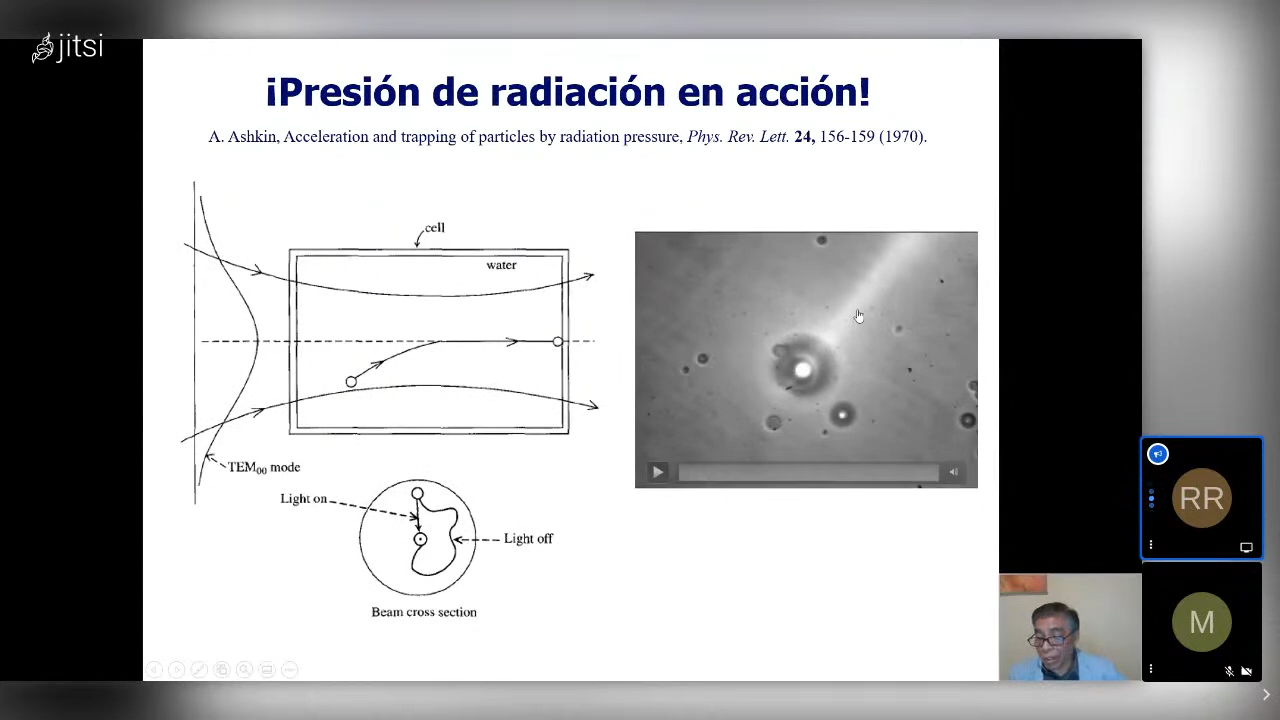 jitsi
¡Presión de radiación en acción!
A. Ashkin, Acceleration and trapping of particles by radiation pressure, Phys. Rev. Lett. 24, 156-159 (1970).
cell
water
TEM00 mode
Light on
Light off
Beam cross section
RR
M